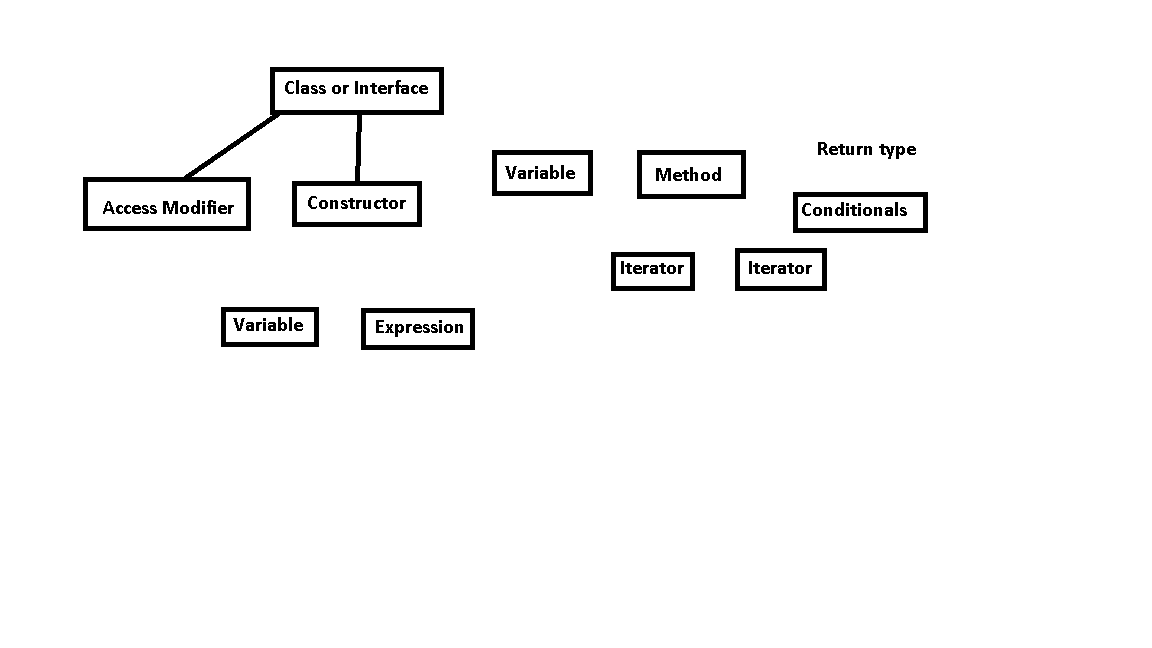 Class or Interface
Access Modifier
Constructor
Variable
Method
Return type
Conditionals
Iterator
Iterator
Variable
Expression